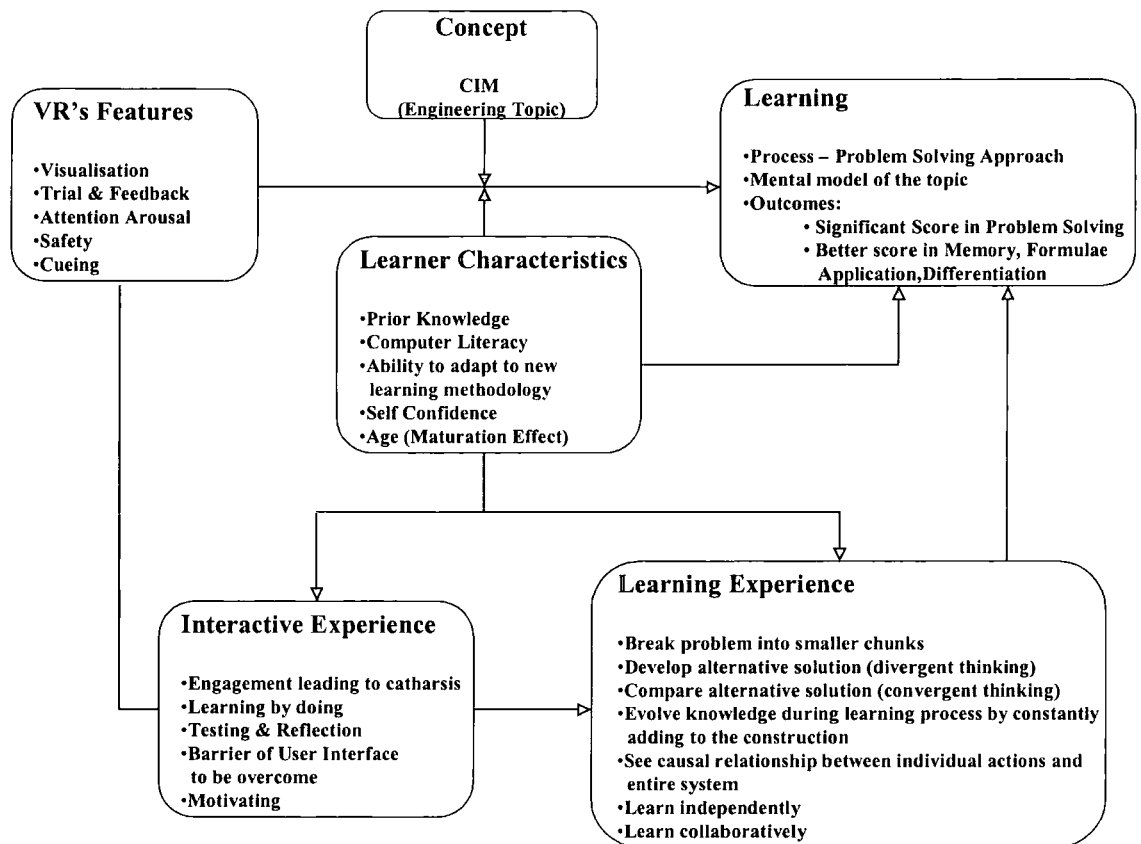 Concept
CIM
(Engineering Topic)
VR's Features
•Visualisation
•Trial & Feedback
•Attention Arousal
•Safety
•Cueing
Learning
•Process – Problem Solving Approach
•Mental model of the topic
•Outcomes:
• Significant Score in Problem Solving
• Better score in Memory, Formulae
Application,Differentiation
Learner Characteristics
•Prior Knowledge
•Computer Literacy
•Ability to adapt to new
learning methodology
•Self Confidence
•Age (Maturation Effect)
Interactive Experience
•Engagement leading to catharsis
•Learning by doing
•Testing & Reflection
•Barrier of User Interface
to be overcome
•Motivating
Learning Experience
•Break problem into smaller chunks
•Develop alternative solution (divergent thinking)
•Compare alternative solution (convergent thinking)
•Evolve knowledge during learning process by constantly
adding to the construction
•See causal relationship between individual actions and
entire system
•Learn independently
•Learn collaboratively